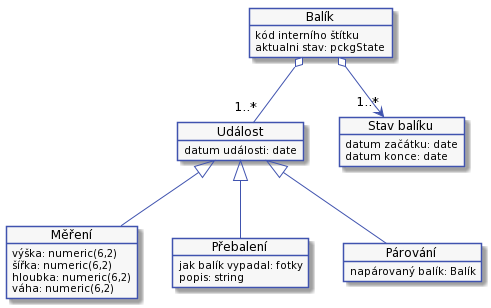 Balík
kód interního štítku
aktualni stav: pckgState
1..*
1..*
Událost
datum události: date
Stav balíku
datum začátku: date
datum konce: date
Měření
výška: numeric(6,2)
šířka: numeric(6,2)
hloubka: numeric(6,2)
váha: numeric(6,2)
Přebalení
jak balík vypadal: fotky
popis: string
Párování
napárovaný balík: Balík